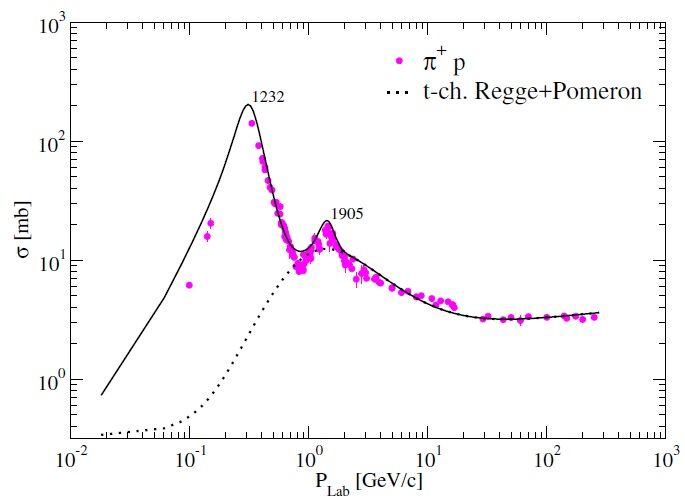 10³
10²
10¹
10⁰
σ [mb]
1232
1905
π⁺ p
t-ch. Regge+Pomeron
10⁻² 10⁻¹ 10⁰ 10¹ 10² 10³
P_Lab [GeV/c]